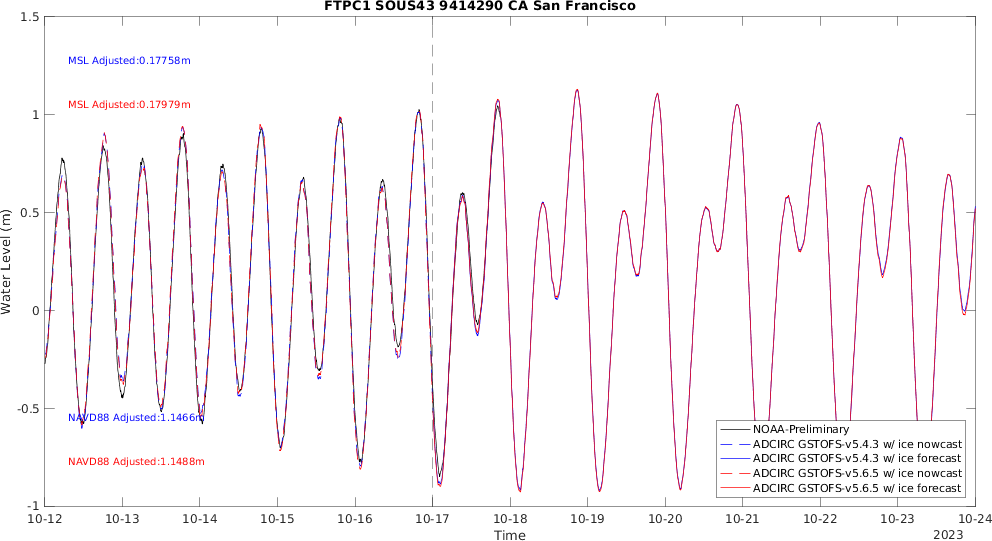 FTPC1 SOUS43 9414290 CA San Francisco
1.5
MSL Adjusted:0.17758m
MSL Adjusted:0.17979m
1
0.5
Water Level (m)
0
-0.5
NAVD88 Adjusted:1.1466m
NAVD88 Adjusted:1.1488m
-1
NOAA-Preliminary
ADCIRC GSTOFS-v5.4.3 w/ ice nowcast
ADCIRC GSTOFS-v5.4.3 w/ ice forecast
ADCIRC GSTOFS-v5.6.5 w/ ice nowcast
ADCIRC GSTOFS-v5.6.5 w/ ice forecast
10-12 10-13 10-14 10-15 10-16 10-17 10-18 10-19 10-20 10-21 10-22 10-23 10-24
Time
2023